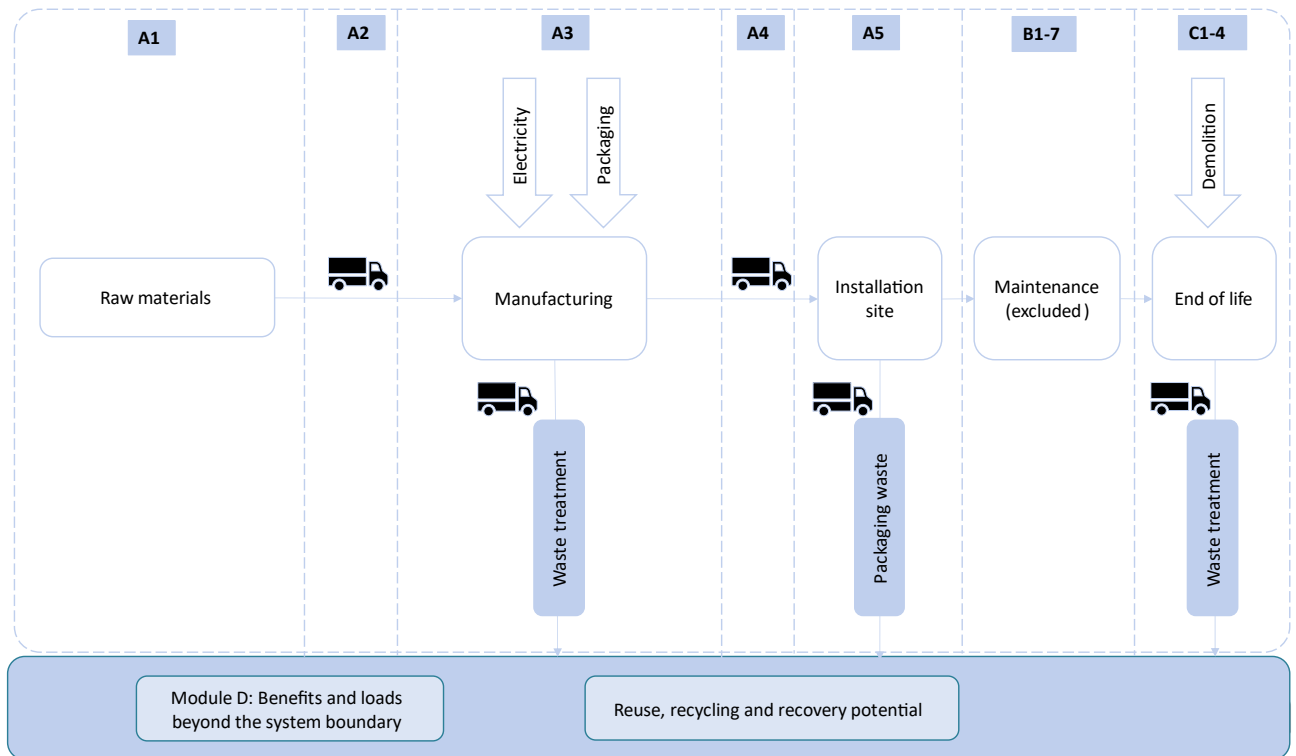 A1
A2
A3
A4
A5
B1-7
C1-4
Electricity
Packaging
Demolition
Raw materials
Manufacturing
Installation
site
Maintenance
(excluded)
End of life
Waste treatment
Packaging waste
Waste treatment
Module D: Benefits and loads
beyond the system boundary
Reuse, recycling and recovery potential